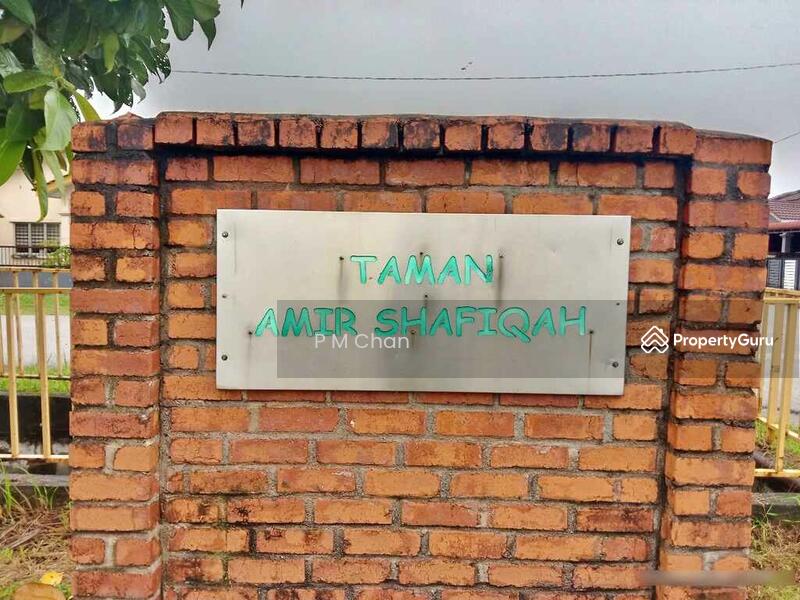 TAMAN
AMIR SHAFIQAH
P M Chan
PropertyGuru